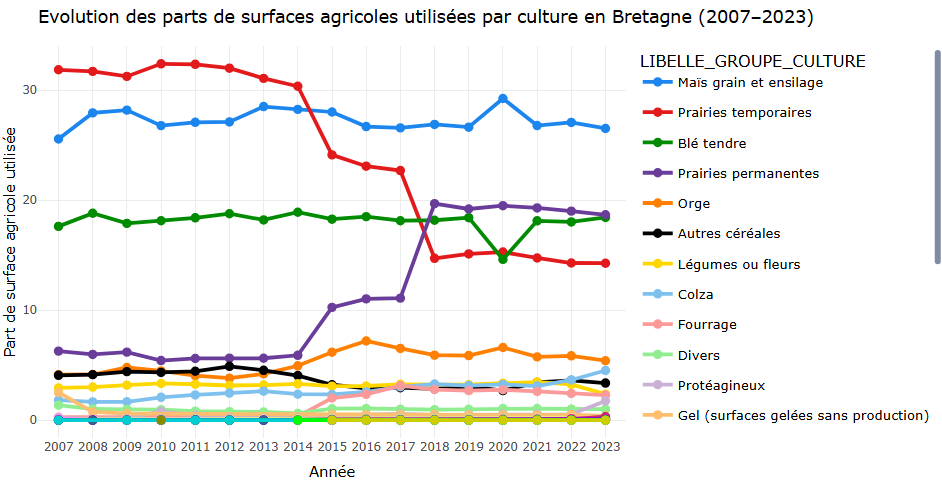 Evolution des parts de surfaces agricoles utilisées par culture en Bretagne (2007–2023)
Part de surface agricole utilisée
30
20
10
0
2007 2008 2009 2010 2011 2012 2013 2014 2015 2016 2017 2018 2019 2020 2021 2022 2023
Année
LIBELLE_GROUPE_CULTURE
Maïs grain et ensilage
Prairies temporaires
Blé tendre
Prairies permanentes
Orge
Autres céréales
Légumes ou fleurs
Colza
Fourrage
Divers
Protéagineux
Gel (surfaces gelées sans production)